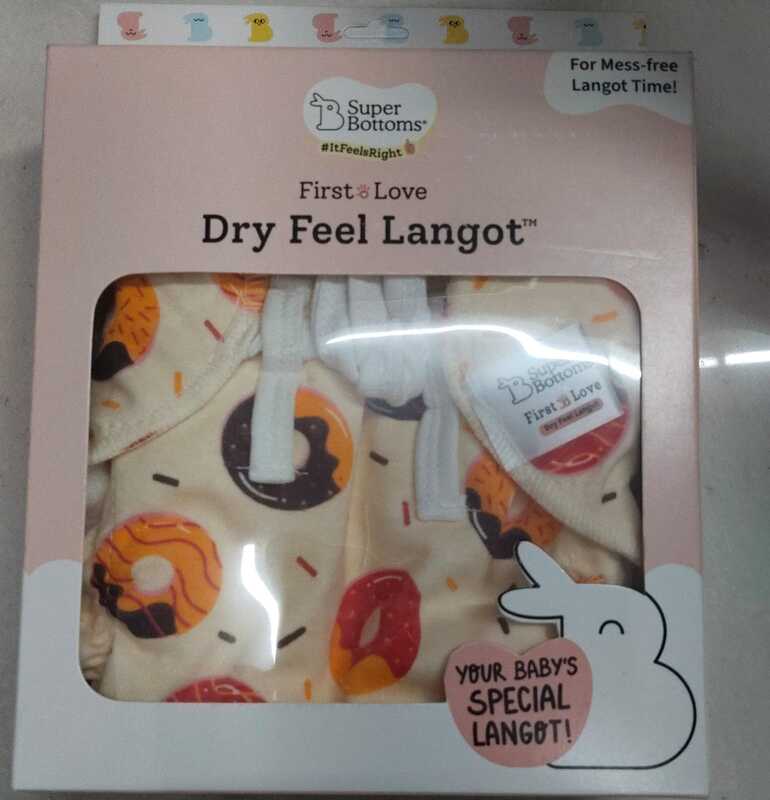 For Mess-free
Langot Time!
Super
Bottoms®
#ItFeelsRight
First Love
Dry Feel Langot™
Super
Bottoms
First Love
Dry Feel Langot
YOUR BABY'S
SPECIAL
LANGOT!